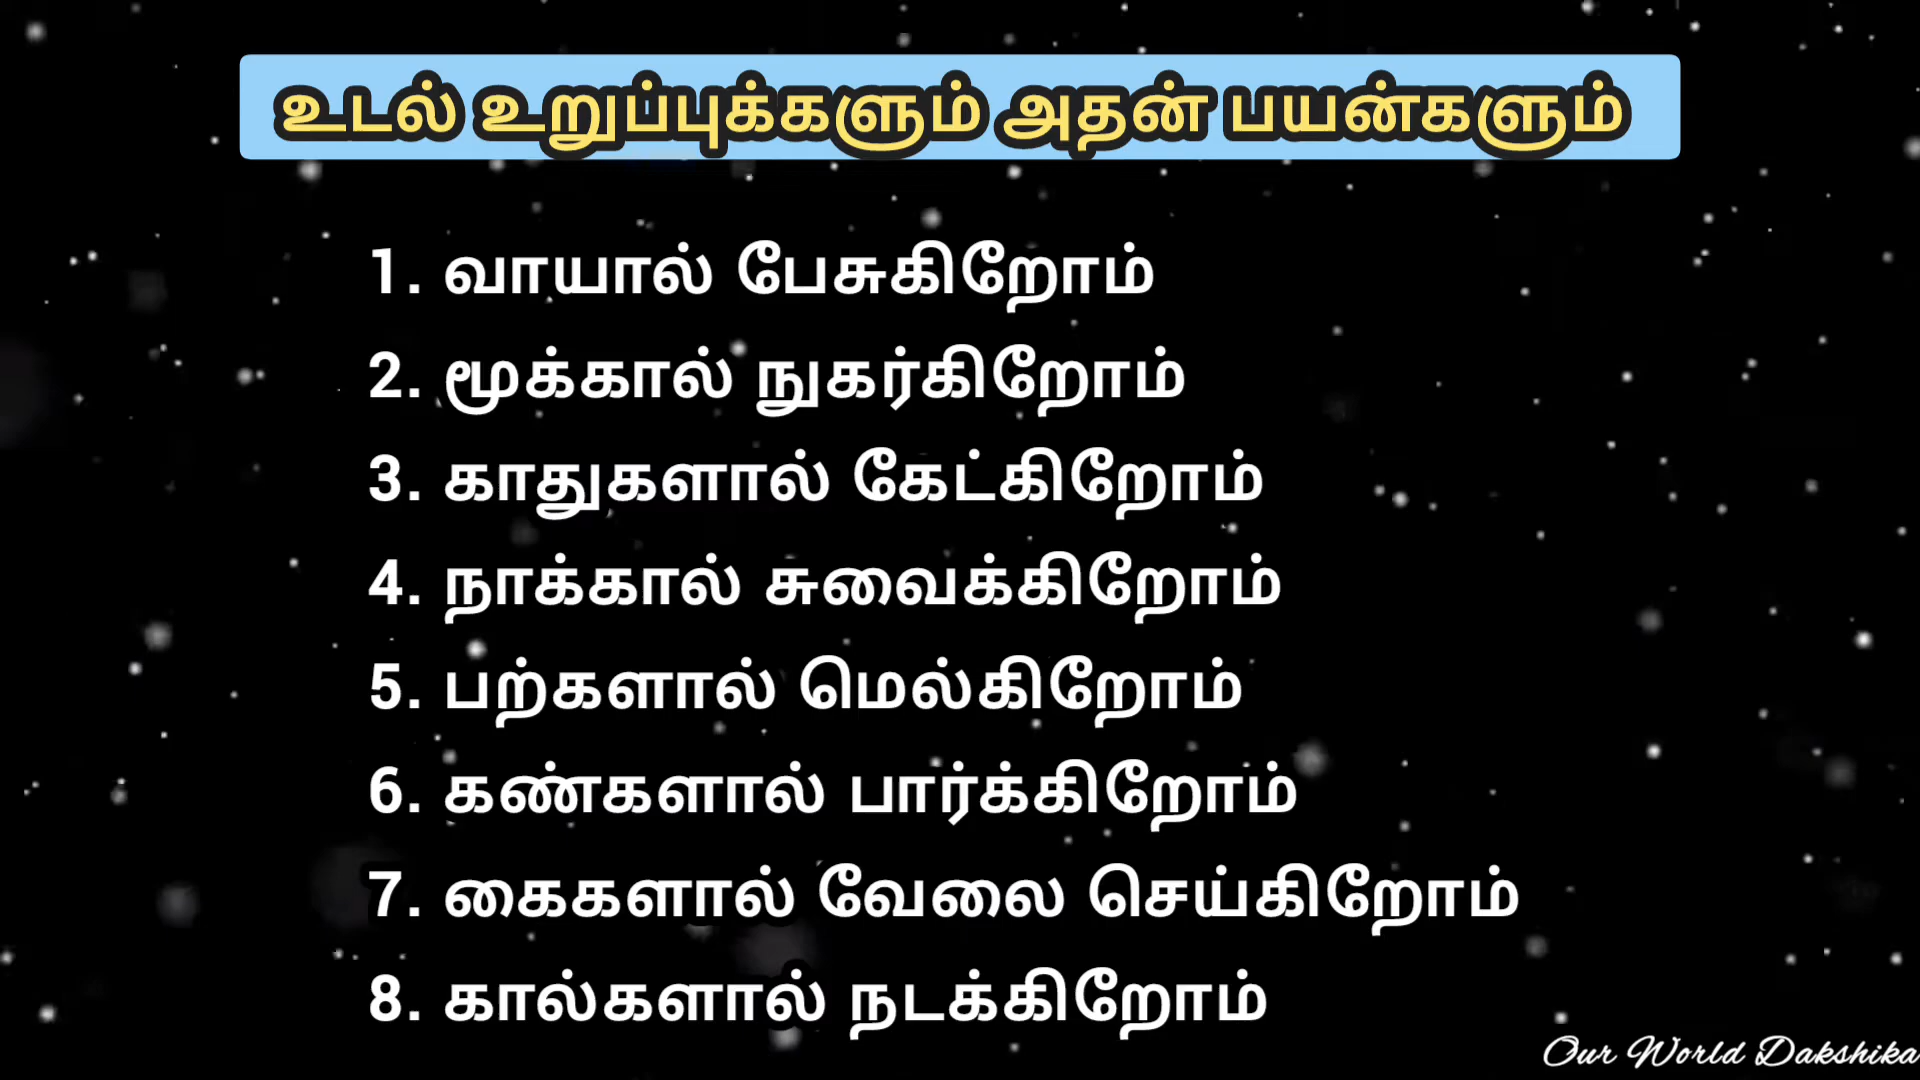 உடல் உறுப்புக்களும் அதன் பயன்களும்
1. வாயால் பேசுகிறோம்
2. மூக்கால் நுகர்கிறோம்
3. காதுகளால் கேட்கிறோம்
4. நாக்கால் சுவைக்கிறோம்
5. பற்களால் மெல்கிறோம்
6. கண்களால் பார்க்கிறோம்
7. கைகளால் வேலை செய்கிறோம்
8. கால்களால் நடக்கிறோம்
Our World Dakshika